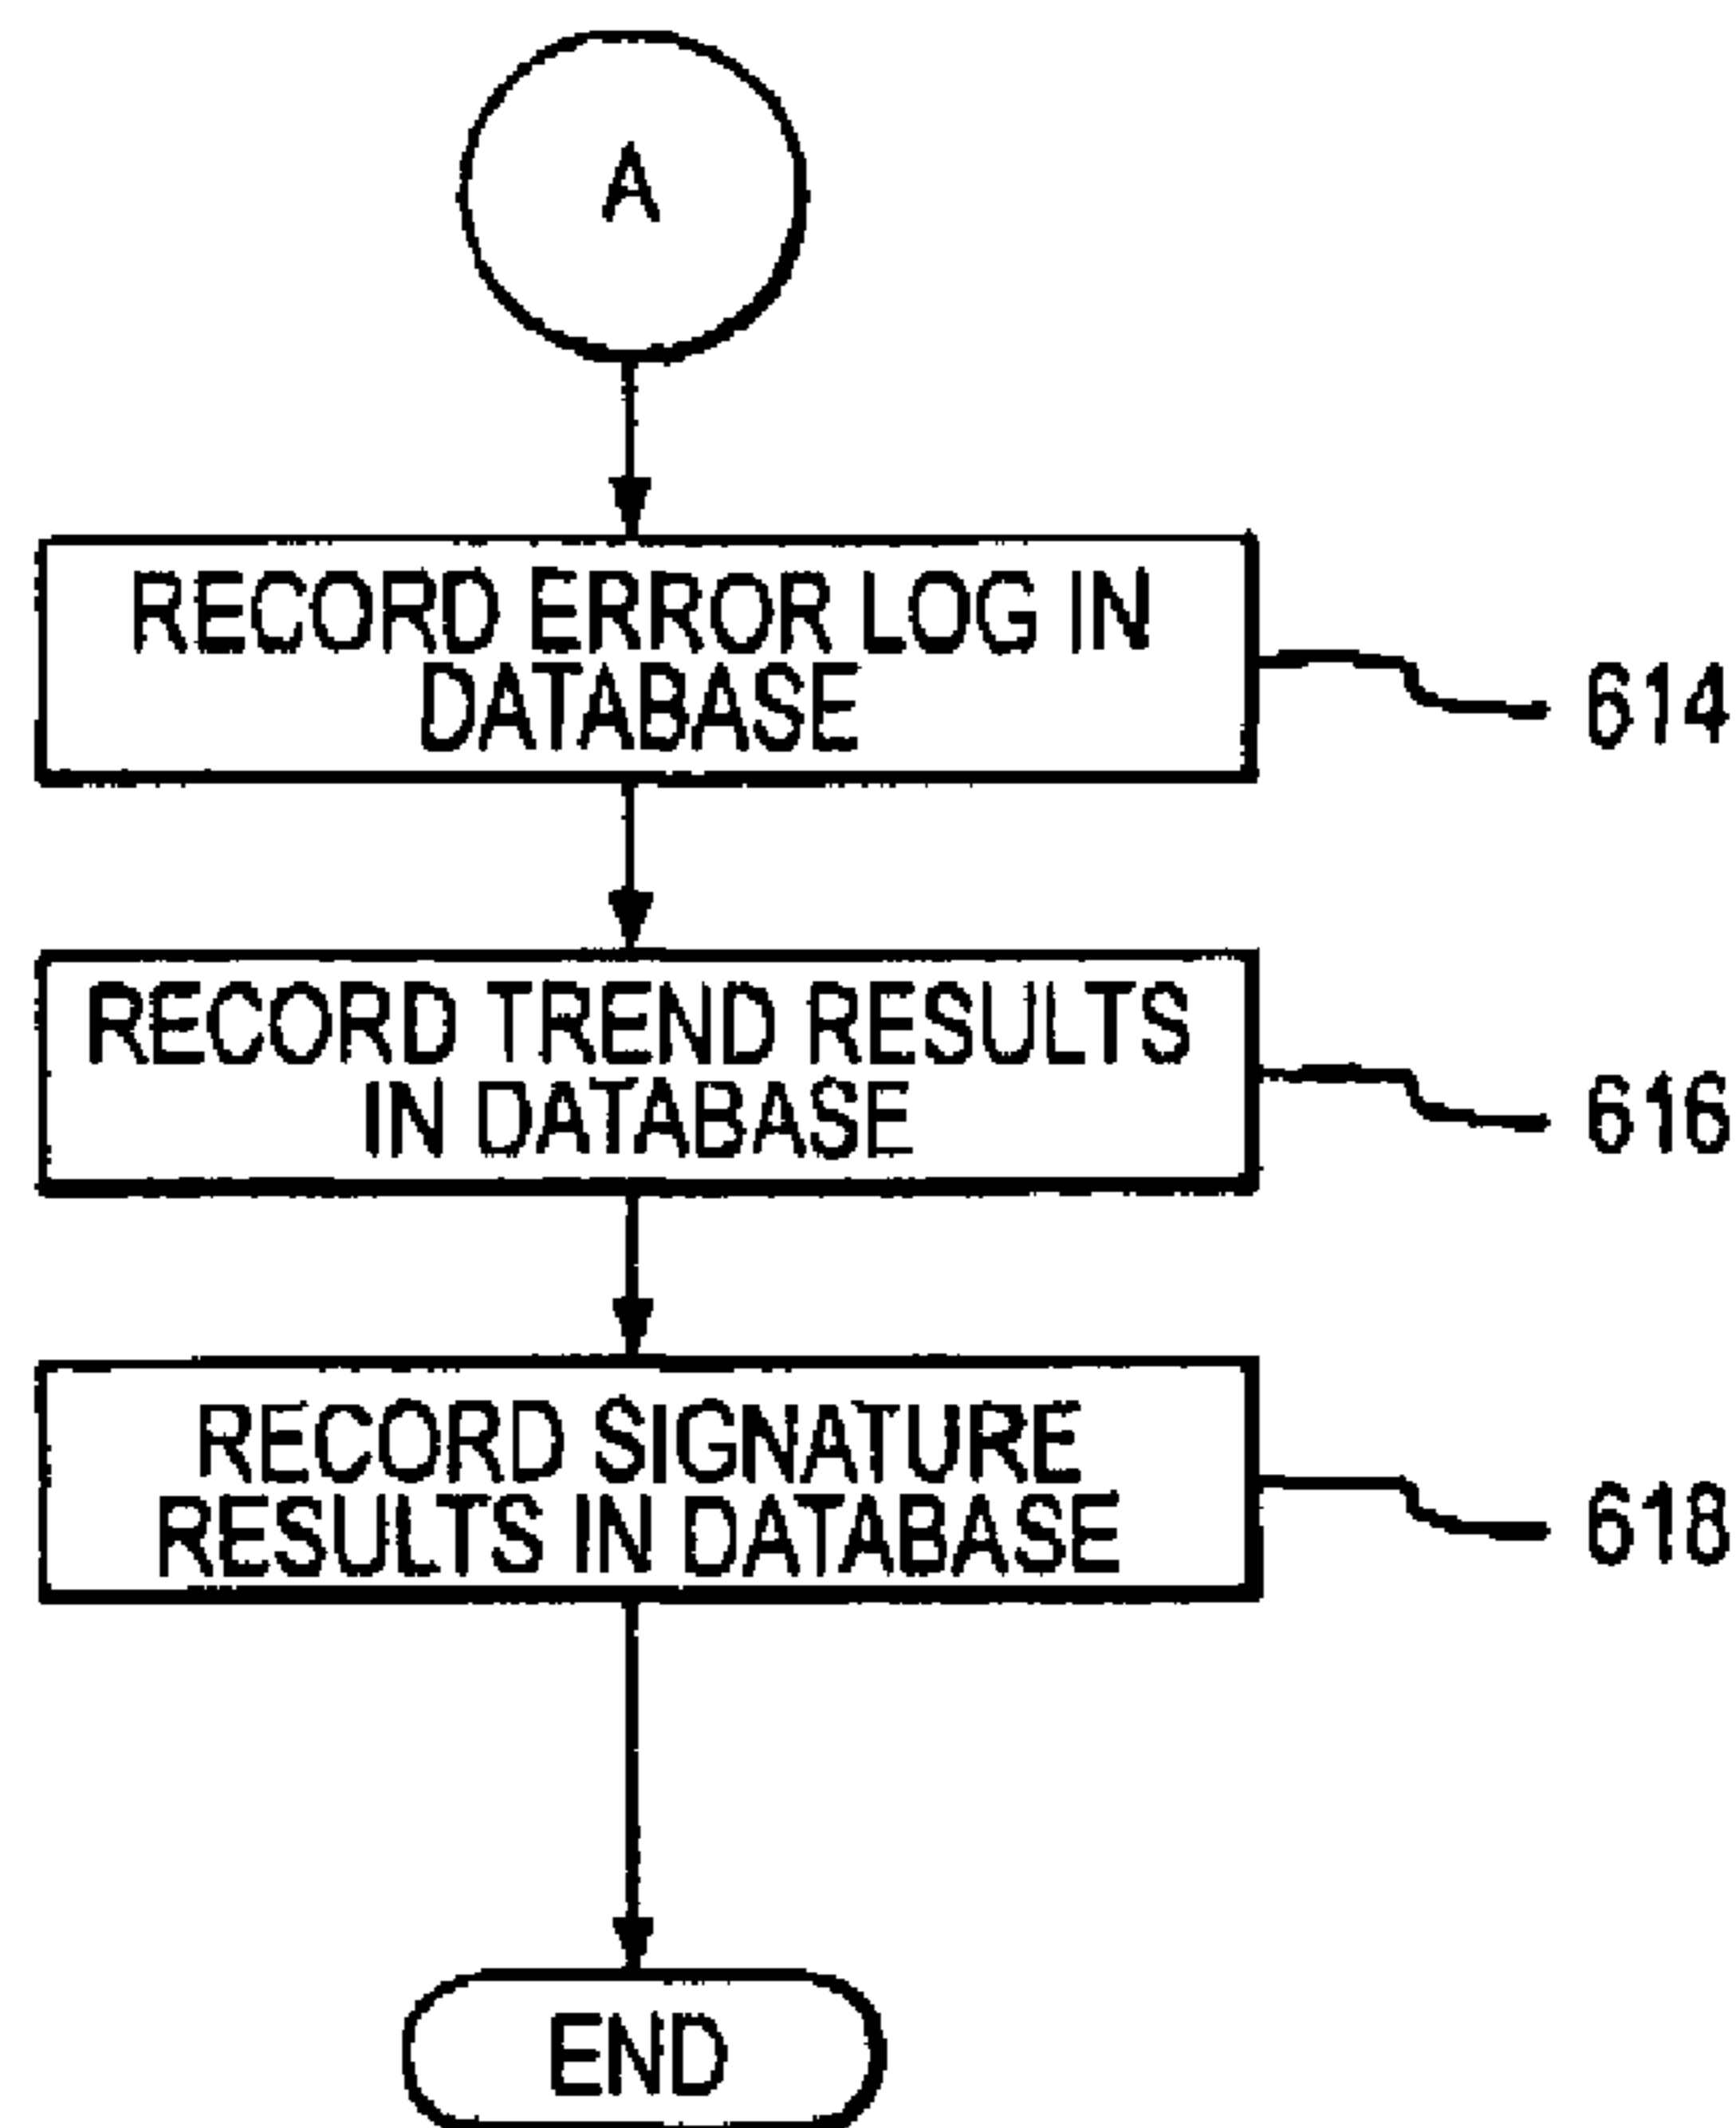 A
RECORD ERROR LOG IN
DATABASE
614
RECORD TREND RESULTS
IN DATABASE
616
RECORD SIGNATURE
RESULTS IN DATABASE
618
END